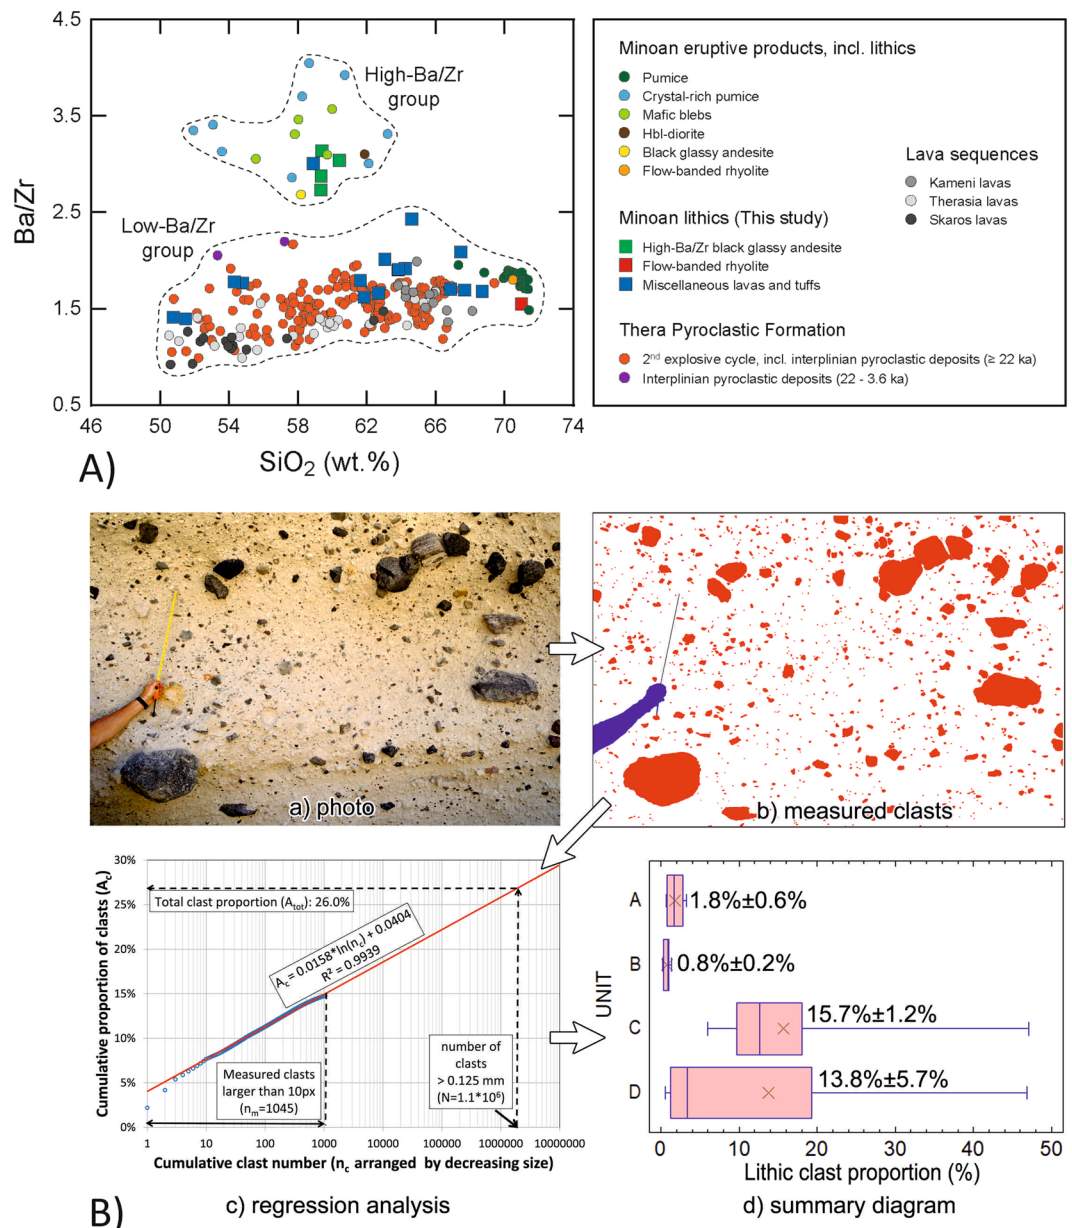 4.5
3.5
2.5
1.5
0.5
Ba/Zr
46
50
54
58
62
66
70
74
SiO2 (wt.%)
High-Ba/Zr
group
Low-Ba/Zr
group
A)
Minoan eruptive products, incl. lithics
Pumice
Crystal-rich pumice
Mafic blebs
Hbl-diorite
Black glassy andesite
Flow-banded rhyolite
Minoan lithics (This study)
High-Ba/Zr black glassy andesite
Flow-banded rhyolite
Miscellaneous lavas and tuffs
Thera Pyroclastic Formation
2nd explosive cycle, incl. interplinian pyroclastic deposits (≥ 22 ka)
Interplinian pyroclastic deposits (22 - 3.6 ka)
Lava sequences
Kameni lavas
Therasia lavas
Skaros lavas
a) photo
b) measured clasts
30%
25%
20%
15%
10%
5%
0%
Cumulative proportion of clasts (Ac)
Total clast proportion (Atot): 26.0%
Ac = 0.0158*ln(nc) + 0.0404
R² = 0.9939
Measured clasts
larger than 10px
(nm=1045)
number of
clasts
> 0.125 mm
(N=1.1*10⁶)
1
10
100
1000
10000
100000
1000000
10000000
100000000
Cumulative clast number (nc arranged by decreasing size)
c) regression analysis
UNIT
A
B
C
D
1.8%±0.6%
0.8%±0.2%
15.7%±1.2%
13.8%±5.7%
0
10
20
30
40
50
Lithic clast proportion (%)
d) summary diagram
B)